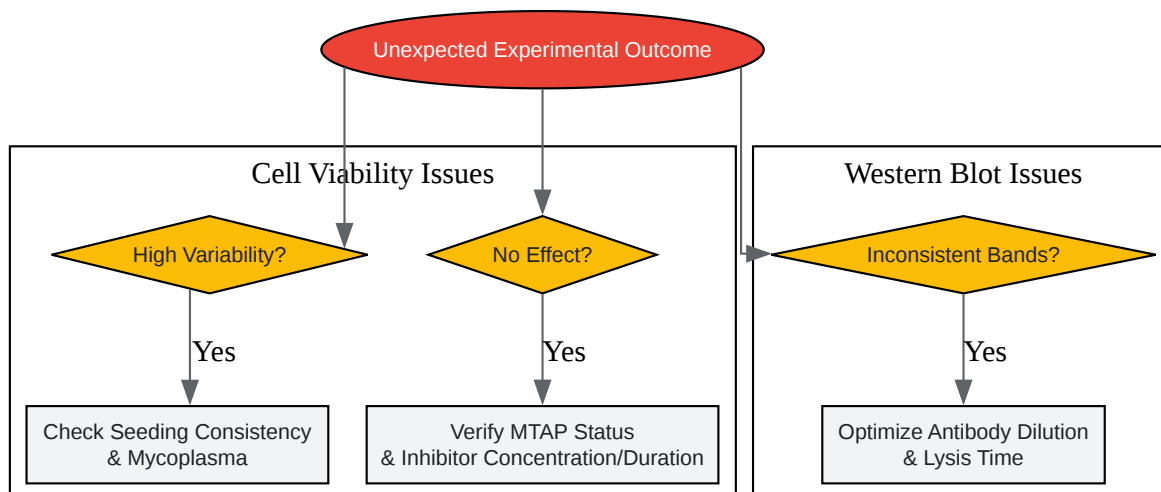 Unexpected Experimental Outcome
Cell Viability Issues
Western Blot Issues
High Variability?
No Effect?
Inconsistent Bands?
Yes
Yes
Yes
Check Seeding Consistency
& Mycoplasma
Verify MTAP Status
& Inhibitor Concentration/Duration
Optimize Antibody Dilution
& Lysis Time